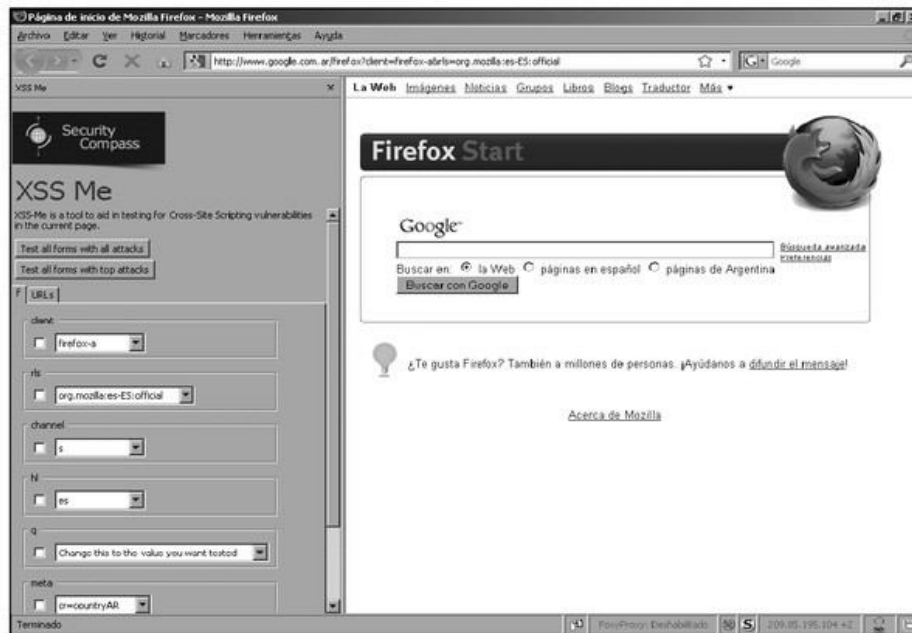 Página de inicio de Mozilla Firefox - Mozilla Firefox
Archivo Editar Ver Historial Marcadores Herramientas Ayuda
http://www.google.com.ar/firefox?client=firefox-a&rls=org.mozilla:es-ES:official
Google
XSS Me
Security
Compass
XSS Me
XSS-Me is a tool to aid in testing for Cross-Site Scripting vulnerabilities
in the current page.
Test all forms with all attacks
Test all forms with top attacks
F URLs
client
firefox-a
rls
org.mozilla:es-ES:official
channel
s
hl
es
q
Change this to the value you want tested
meta
cr=countryAR
La Web Imágenes Noticias Grupos Libros Blogs Traductor Más ▼
Firefox Start
Google™
Búsqueda avanzada
Preferencias
Buscar en: la Web páginas en español páginas de Argentina
Buscar con Google
¿Te gusta Firefox? También a millones de personas. ¡Ayúdanos a difundir el mensaje!
Acerca de Mozilla
Terminado
FoxyProxy: Deshabilitado
S
209.85.195.104 +2